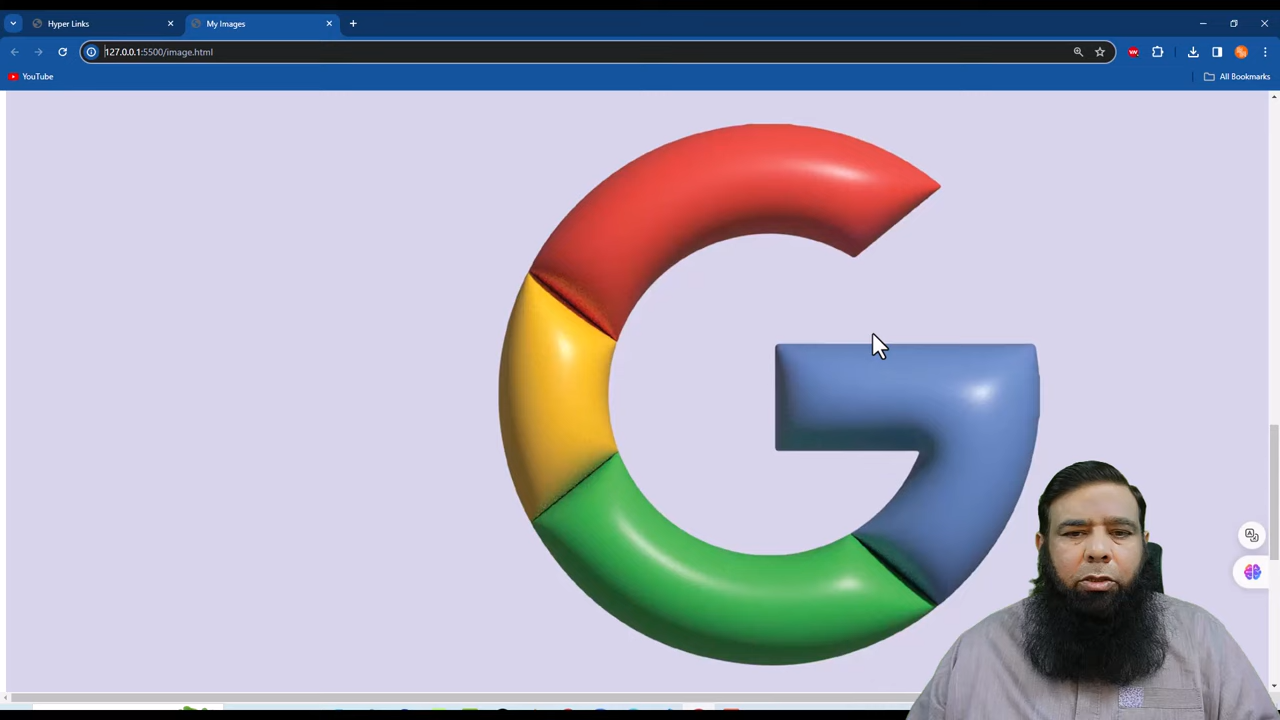 Hyper Links
My Images
127.0.0.1:5500/image.html
YouTube
All Bookmarks